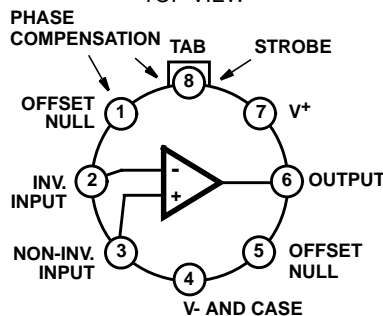 TOP VIEW
PHASE
COMPENSATION
TAB
STROBE
OFFSET
NULL
1
8
7
V+
INV.
INPUT
2
-
+
6
OUTPUT
NON-INV.
INPUT
3
4
5
OFFSET
NULL
V- AND CASE